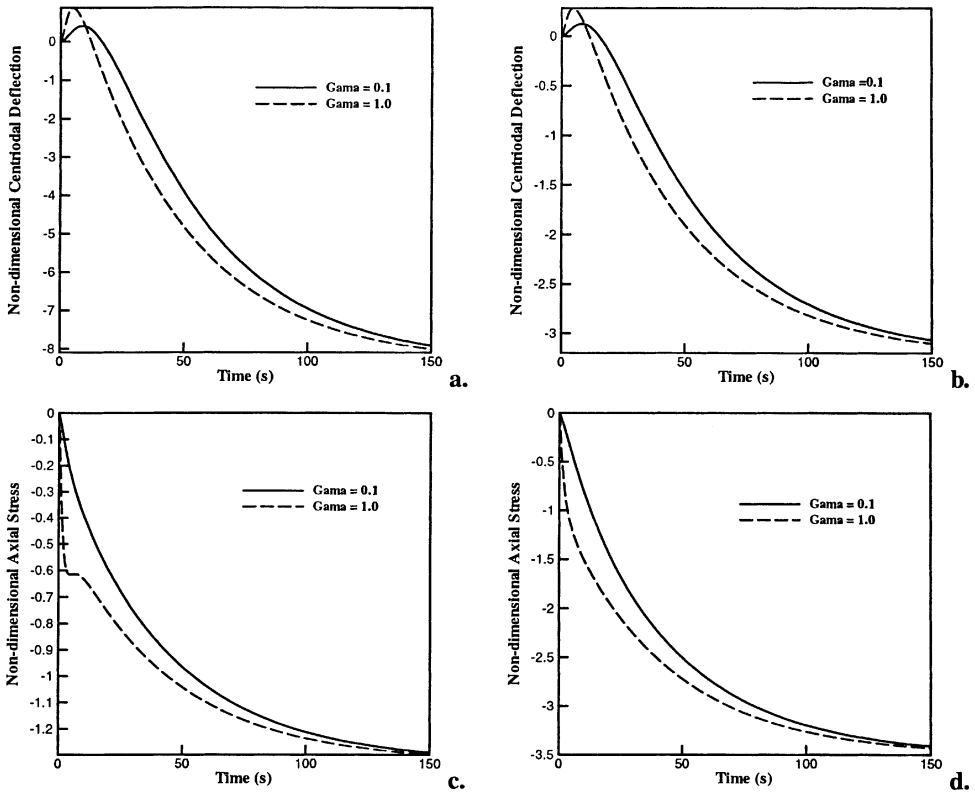 Non-dimensional Centriodal Deflection
0
-1
-2
-3
-4
-5
-6
-7
-8
Gama = 0.1
Gama = 1.0
0 50 100 150
Time (s)
a.
Non-dimensional Centriodal Deflection
0
-0.5
-1
-1.5
-2
-2.5
-3
Gama =0.1
Gama = 1.0
0 50 100 150
Time (s)
b.
Non-dimensional Axial Stress
0
-0.1
-0.2
-0.3
-0.4
-0.5
-0.6
-0.7
-0.8
-0.9
-1
-1.1
-1.2
Gama = 0.1
Gama = 1.0
0 50 100 150
Time (s)
c.
Non-dimensional Axial Stress
0
-0.5
-1
-1.5
-2
-2.5
-3
-3.5
Gama = 0.1
Gama = 1.0
0 50 100 150
Time (s)
d.